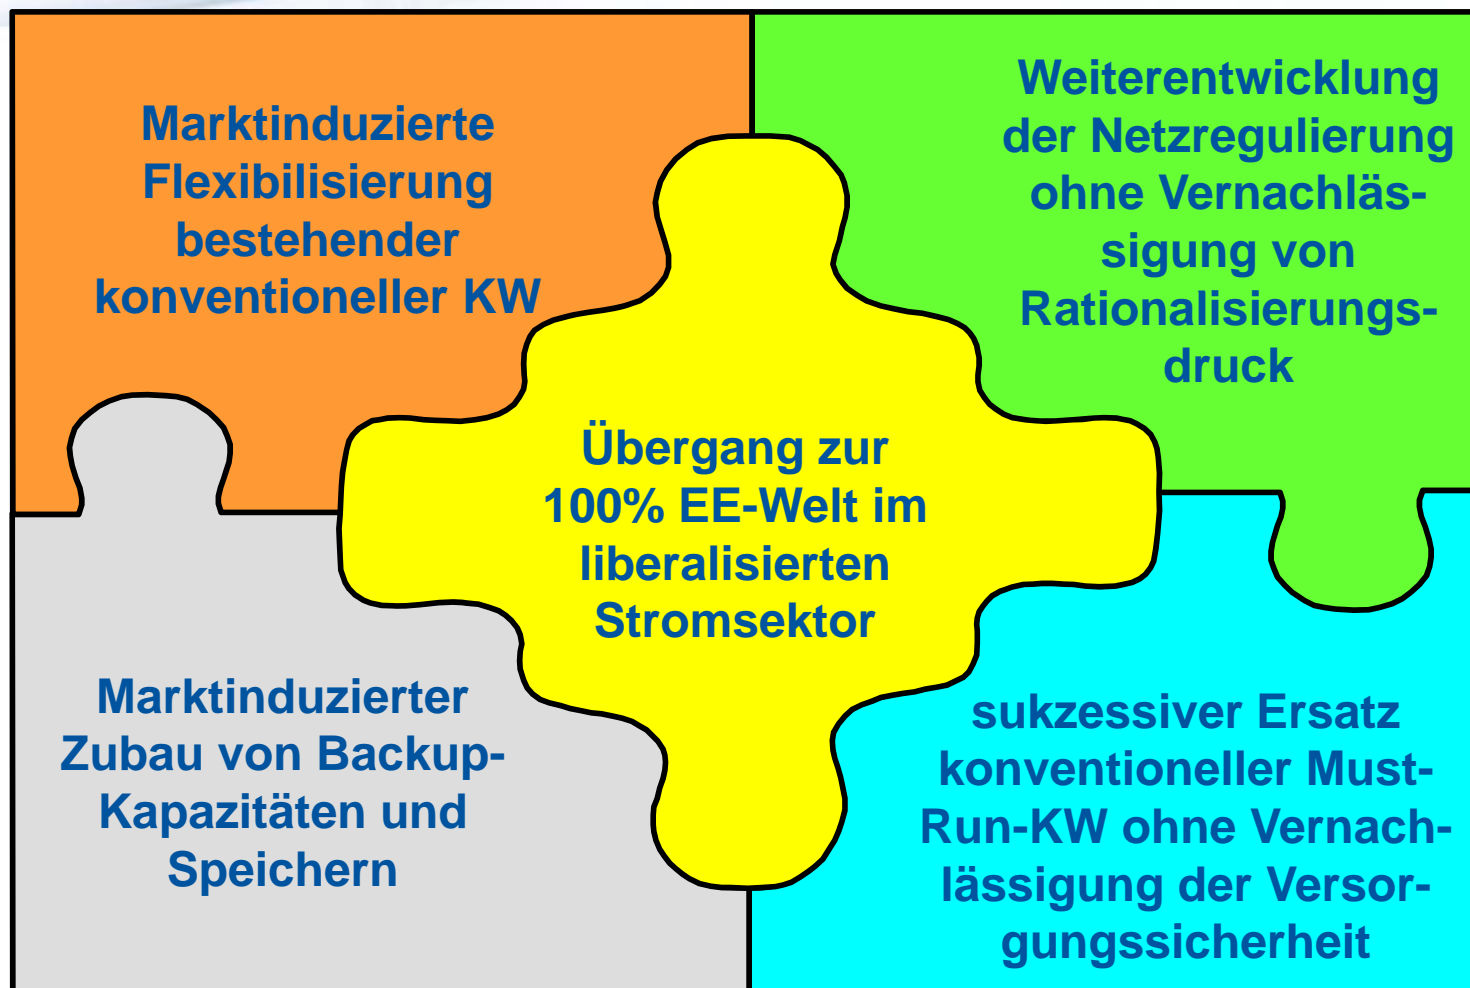 Marktinduzierte
Flexibilisierung
bestehender
konventioneller KW
Weiterentwicklung
der Netzregulierung
ohne Vernachläs-
sigung von
Rationalisierungs-
druck
Übergang zur
100% EE-Welt im
liberalisierten
Stromsektor
Marktinduzierter
Zubau von Backup-
Kapazitäten und
Speichern
sukzessiver Ersatz
konventioneller Must-
Run-KW ohne Vernach-
lässigung der Versor-
gungssicherheit